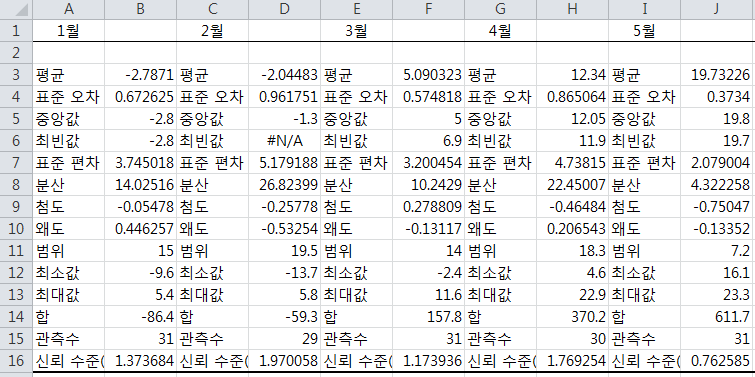 A B C D E F G H I J
1 1월 2월 3월 4월 5월
2
3 평균 -2.7871 평균 -2.04483 평균 5.090323 평균 12.34 평균 19.73226
4 표준 오차 0.672625 표준 오차 0.961751 표준 오차 0.574818 표준 오차 0.865064 표준 오차 0.3734
5 중앙값 -2.8 중앙값 -1.3 중앙값 5 중앙값 12.05 중앙값 19.8
6 최빈값 -2.8 최빈값 #N/A 최빈값 6.9 최빈값 11.9 최빈값 19.7
7 표준 편차 3.745018 표준 편차 5.179188 표준 편차 3.200454 표준 편차 4.73815 표준 편차 2.079004
8 분산 14.02516 분산 26.82399 분산 10.2429 분산 22.45007 분산 4.322258
9 첨도 -0.05478 첨도 -0.25778 첨도 0.278809 첨도 -0.46484 첨도 -0.75047
10 왜도 0.446257 왜도 -0.53254 왜도 -0.13117 왜도 0.206543 왜도 -0.13352
11 범위 15 범위 19.5 범위 14 범위 18.3 범위 7.2
12 최소값 -9.6 최소값 -13.7 최소값 -2.4 최소값 4.6 최소값 16.1
13 최대값 5.4 최대값 5.8 최대값 11.6 최대값 22.9 최대값 23.3
14 합 -86.4 합 -59.3 합 157.8 합 370.2 합 611.7
15 관측수 31 관측수 29 관측수 31 관측수 30 관측수 31
16 신뢰 수준( 1.373684 신뢰 수준( 1.970058 신뢰 수준( 1.173936 신뢰 수준( 1.769254 신뢰 수준( 0.762585